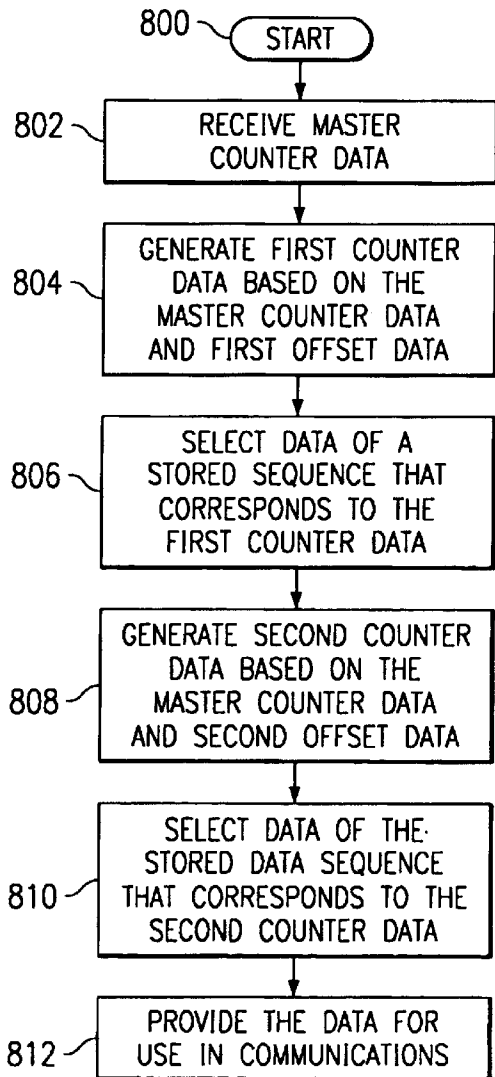 800
START
802
RECEIVE MASTER
COUNTER DATA
804
GENERATE FIRST COUNTER
DATA BASED ON THE
MASTER COUNTER DATA
AND FIRST OFFSET DATA
806
SELECT DATA OF A
STORED SEQUENCE THAT
CORRESPONDS TO THE
FIRST COUNTER DATA
808
GENERATE SECOND COUNTER
DATA BASED ON THE
MASTER COUNTER DATA
AND SECOND OFFSET DATA
810
SELECT DATA OF THE
STORED DATA SEQUENCE
THAT CORRESPONDS TO THE
SECOND COUNTER DATA
812
PROVIDE THE DATA FOR
USE IN COMMUNICATIONS